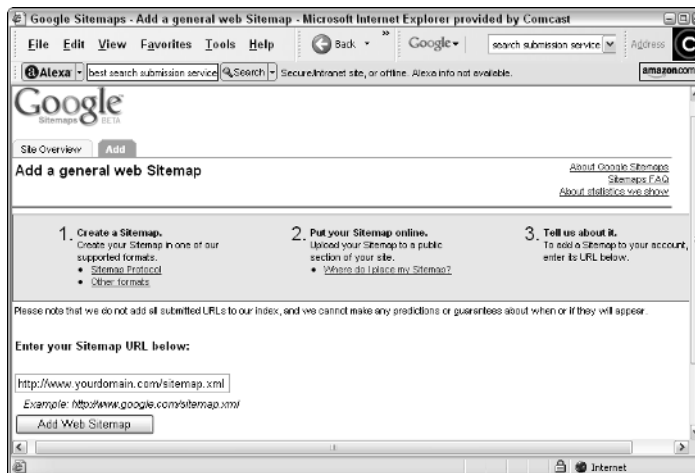 Google Sitemaps - Add a general web Sitemap - Microsoft Internet Explorer provided by Comcast
File Edit View Favorites Tools Help Back » Google search submission service Address C
Alexa best search submission service Search Secure/intranet site, or offline. Alexa info not available. amazon.com
Google
Sitemaps BETA
Site Overview Add
Add a general web Sitemap
About Google Sitemaps
Sitemaps FAQ
About statistics we show
1. Create a Sitemap.
Create your Sitemap in one of our
supported formats.
• Sitemap Protocol
• Other formats
2. Put your Sitemap online.
Upload your Sitemap to a public
section of your site.
• Where do I place my Sitemap?
3. Tell us about it.
To add a Sitemap to your account,
enter its URL below.
Please note that we do not add all submitted URLs to our index, and we cannot make any predictions or guarantees about when or if they will appear.
Enter your Sitemap URL below:
http://www.yourdomain.com/sitemap.xml
Example: http://www.google.com/sitemap.xml
Add Web Sitemap
Internet